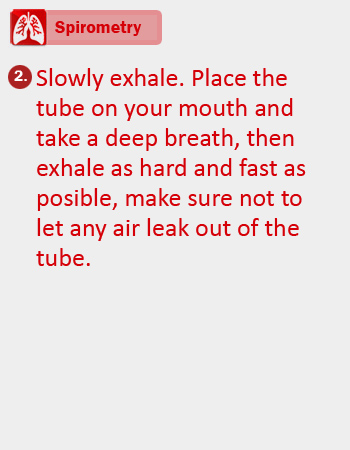 Spirometry
2. Slowly exhale. Place the
tube on your mouth and
take a deep breath, then
exhale as hard and fast as
posible, make sure not to
let any air leak out of the
tube.